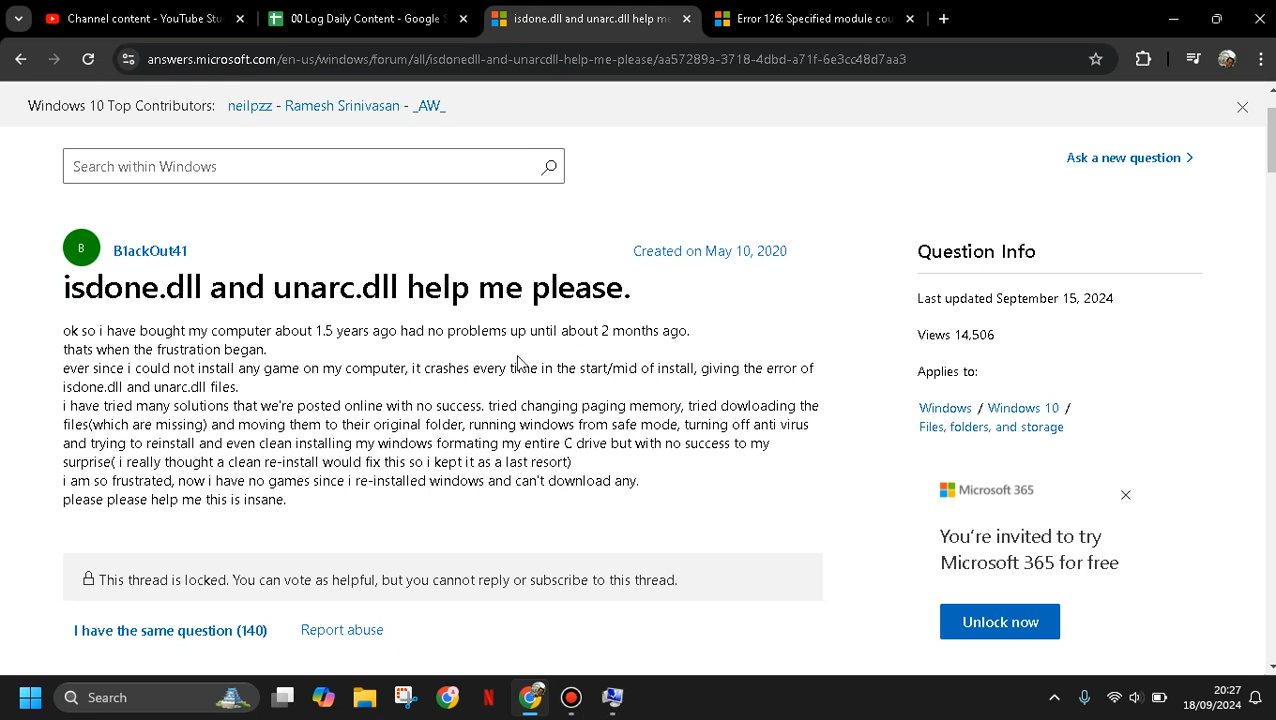 Channel content - YouTube Stu
00 Log Daily Content - Google S
isdone.dll and unarc.dll help me
Error 126: Specified module cou
answers.microsoft.com/en-us/windows/forum/all/isdonedll-and-unarcdll-help-me-please/aa57289a-3718-4dbd-a71f-6e3cc48d7aa3
Windows 10 Top Contributors: neilpzz - Ramesh Srinivasan - _AW_
Search within Windows
Ask a new question
B
B1ackOut41
Created on May 10, 2020
isdone.dll and unarc.dll help me please.
ok so i have bought my computer about 1.5 years ago had no problems up until about 2 months ago.
thats when the frustration began.
ever since i could not install any game on my computer, it crashes every time in the start/mid of install, giving the error of
isdone.dll and unarc.dll files.
i have tried many solutions that we're posted online with no success. tried changing paging memory, tried dowloading the
files(which are missing) and moving them to their original folder, running windows from safe mode, turning off anti virus
and trying to reinstall and even clean installing my windows formating my entire C drive but with no success to my
surprise( i really thought a clean re-install would fix this so i kept it as a last resort)
i am so frustrated, now i have no games since i re-installed windows and can't download any.
please please help me this is insane.
This thread is locked. You can vote as helpful, but you cannot reply or subscribe to this thread.
I have the same question (140)
Report abuse
Question Info
Last updated September 15, 2024
Views 14,506
Applies to:
Windows / Windows 10 /
Files, folders, and storage
Microsoft 365
You're invited to try
Microsoft 365 for free
Unlock now
Search
20:27
18/09/2024